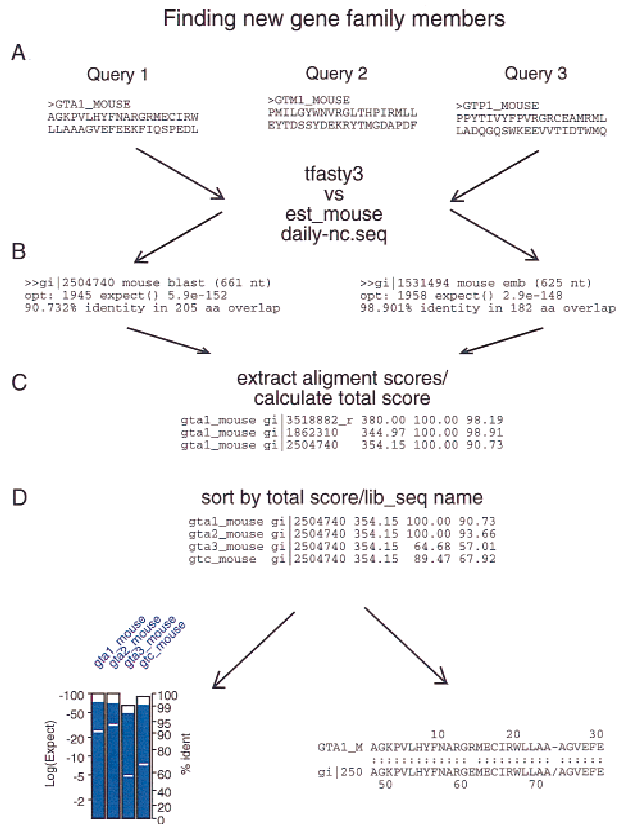 Finding new gene family members
A
Query 1
Query 2
Query 3
>GTA1_MOUSE
AGKPVLHYFNARGRMECIRW
LLAAAGVEFEEKFIQSPEDL
>GTM1_MOUSE
PMILGYWNVRGLTHPIRMLL
EYTDSSYDEKRYTMGDAPDF
>GTP1_MOUSE
PPYTIVYFPVRGRCEAMRML
LADQGQSWKEEVVTIDTWMQ
tfasty3
vs
est_mouse
daily-nc.seq
B
>>gi|2504740 mouse blast (661 nt)
opt: 1945 expect() 5.9e-152
90.732% identity in 205 aa overlap
>>gi|1531494 mouse emb (625 nt)
opt: 1958 expect() 2.9e-148
98.901% identity in 182 aa overlap
C
extract aligment scores/
calculate total score
gta1_mouse gi|3518882_r 380.00 100.00 98.19
gta1_mouse gi|1862310 344.97 100.00 98.91
gta1_mouse gi|2504740 354.15 100.00 90.73
D
sort by total score/lib_seq name
gta1_mouse gi|2504740 354.15 100.00 90.73
gta2_mouse gi|2504740 354.15 100.00 93.66
gta3_mouse gi|2504740 354.15 64.68 57.01
gtc_mouse gi|2504740 354.15 89.47 67.92
gta1_mouse
gta2_mouse
gta3_mouse
gtc_mouse
Log(Expect)
-100
-50
-20
-10
-5
-2
100
99
95
90
80
60
40
20
0
% ident
10 20 30
GTA1_M AGKPVLHYFNARGRMECIRWLLAA-AGVEFE
:::::::::::::: :::::::::: ::::::
gi|250 AGKPVLHYFNARGEMECIRWLLAA/AGVEFE
50 60 70